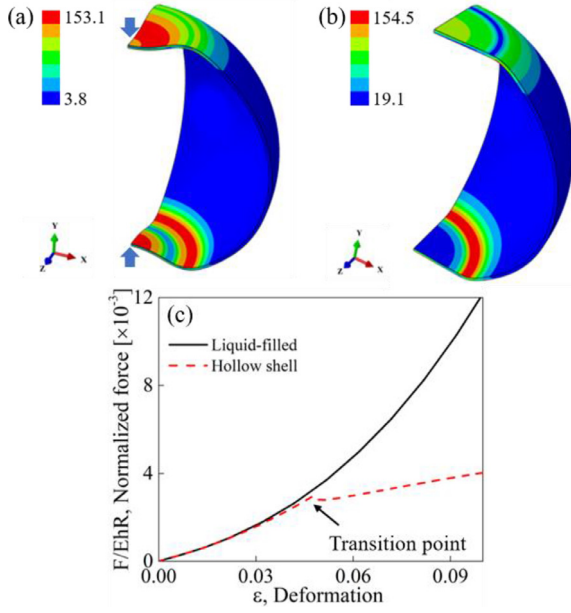 (a)
153.1
3.8
Y
Z
X
(b)
154.5
19.1
Y
Z
X
(c)
F/EhR, Normalized force [×10⁻³]
12
8
4
0
Liquid-filled
Hollow shell
Transition point
0.00
0.03
0.06
0.09
ε, Deformation